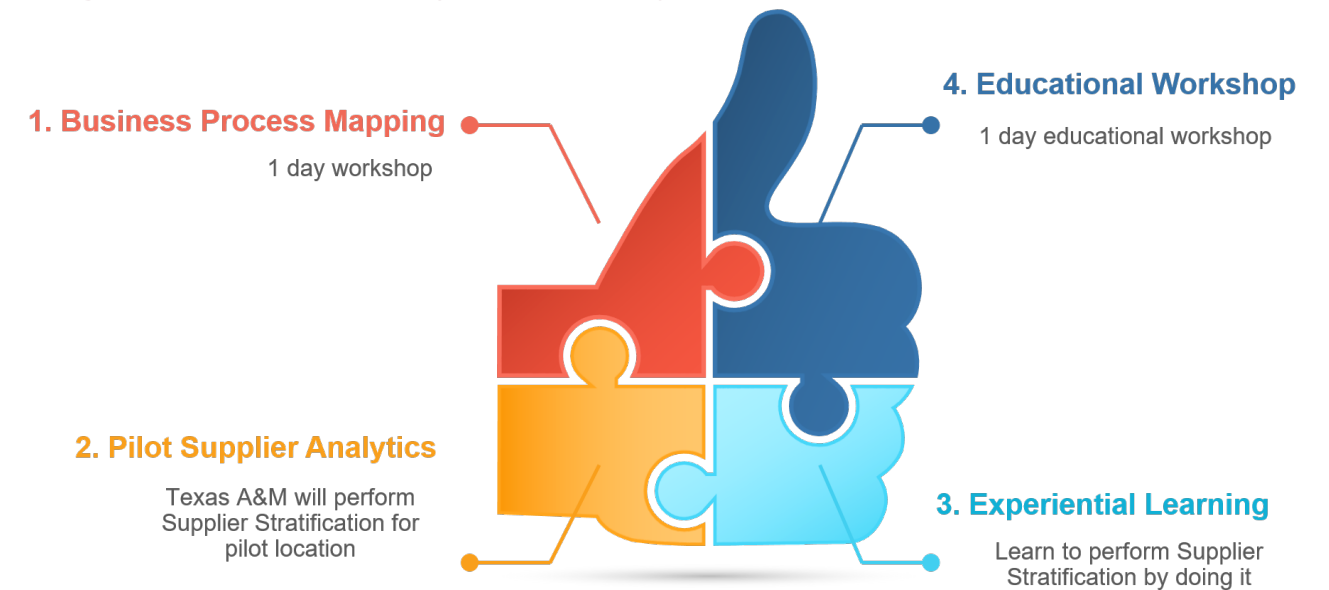 1. Business Process Mapping
1 day workshop
2. Pilot Supplier Analytics
Texas A&M will perform
Supplier Stratification for
pilot location
3. Experiential Learning
Learn to perform Supplier
Stratification by doing it
4. Educational Workshop
1 day educational workshop